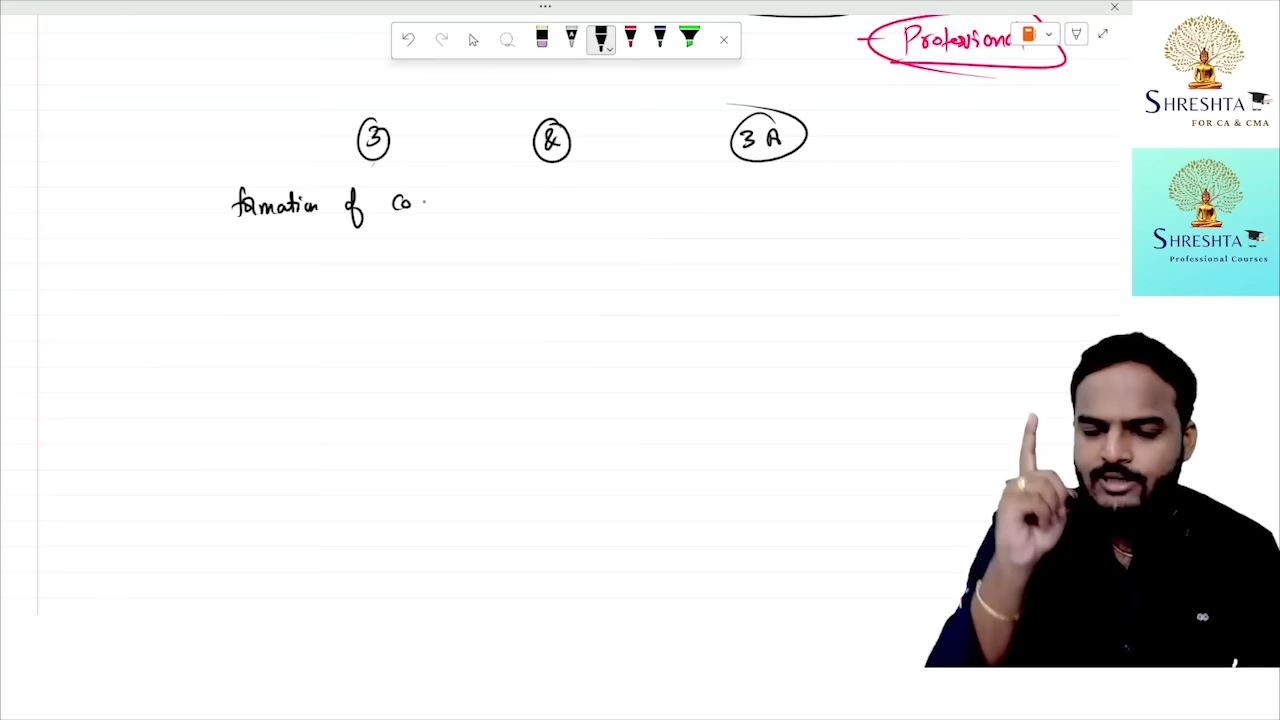 Professional
3 & 3 A
formation of co.
SHRESHTA
FOR CA & CMA
SHRESHTA
Professional Courses